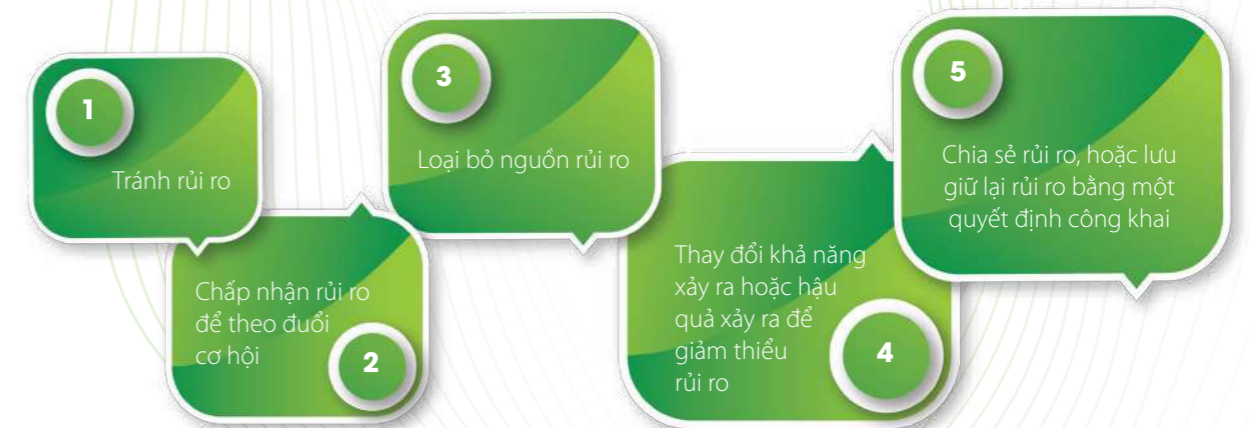 1
Tránh rủi ro
2
Chấp nhận rủi ro
để theo đuổi
cơ hội
3
Loại bỏ nguồn rủi ro
4
Thay đổi khả năng
xảy ra hoặc hậu
quả xảy ra để
giảm thiểu
rủi ro
5
Chia sẻ rủi ro, hoặc lưu
giữ lại rủi ro bằng một
quyết định công khai